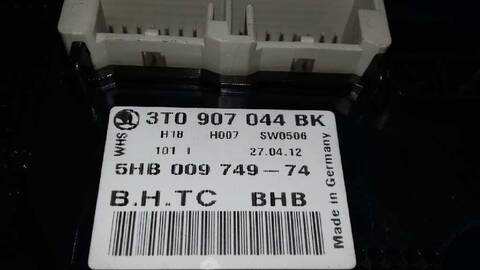 3T0 907 044 BK
H18 H007 SW0506
101 I 27.04.12
5HB 009 749-74
B.H.TC BHB
WHS
Made in Germany